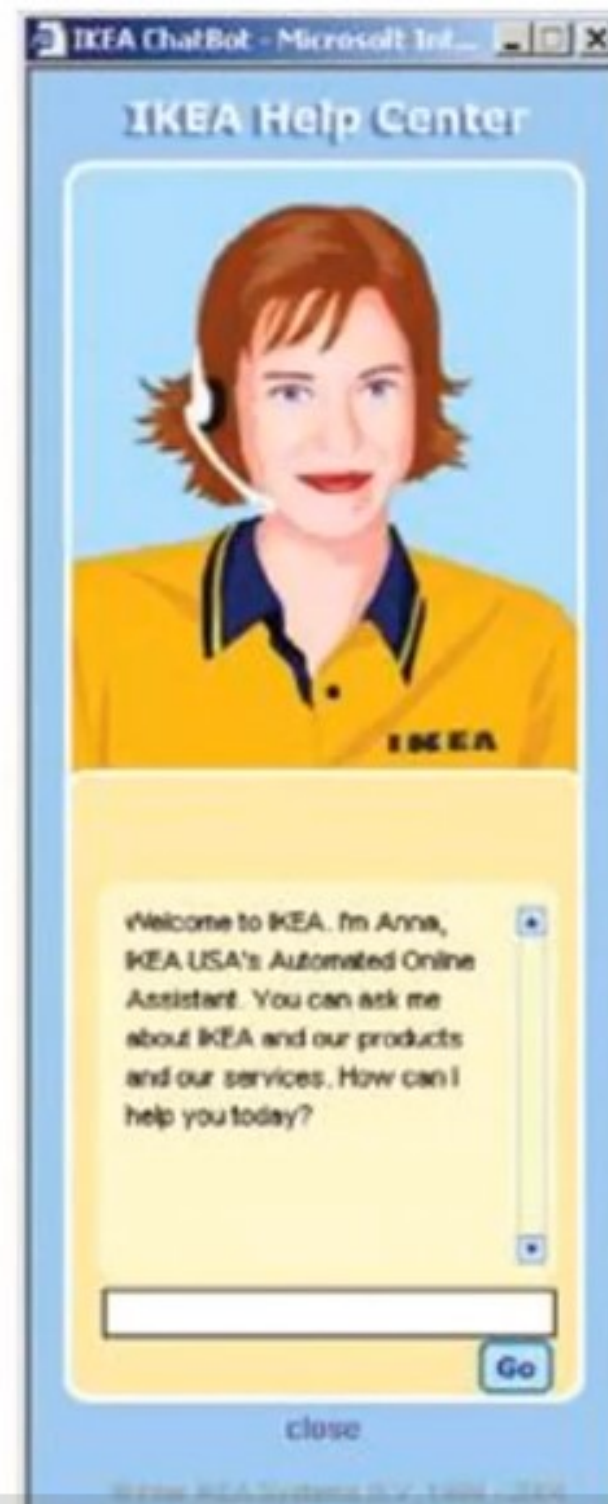 IKEA ChatBot - Microsoft Int...
IKEA Help Center
IKEA
Welcome to IKEA. I'm Anna,
IKEA USA's Automated Online
Assistant. You can ask me
about IKEA and our products
and our services. How can I
help you today?
Go
close